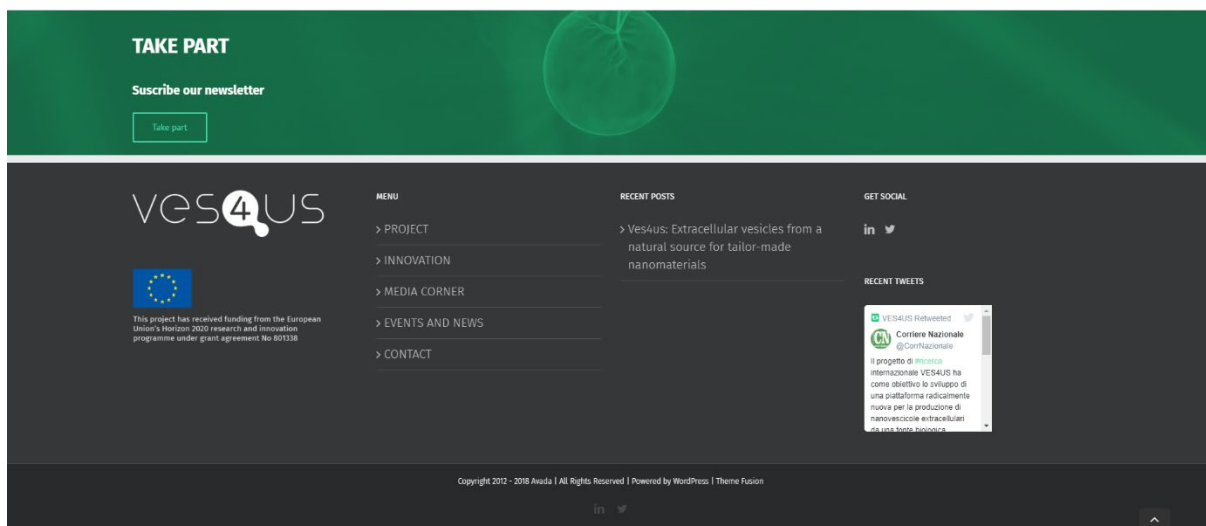 TAKE PART
Suscribe our newsletter
Take part
ves4us
This project has received funding from the European
Union's Horizon 2020 research and innovation
programme under grant agreement No 801338
MENU
> PROJECT
> INNOVATION
> MEDIA CORNER
> EVENTS AND NEWS
> CONTACT
RECENT POSTS
> Ves4us: Extracellular vesicles from a
natural source for tailor-made
nanomaterials
GET SOCIAL
in
RECENT TWEETS
VES4US Retweeted
CN
Corriere Nazionale
@CorrNazionale
Il progetto di #ricerca
internazionale VES4US ha
come obiettivo lo sviluppo di
una piattaforma radicalmente
nuova per la produzione di
nanovescicole extracellulari
da una fonte biologica
Copyright 2012 - 2018 Avada | All Rights Reserved | Powered by WordPress | Theme Fusion
in